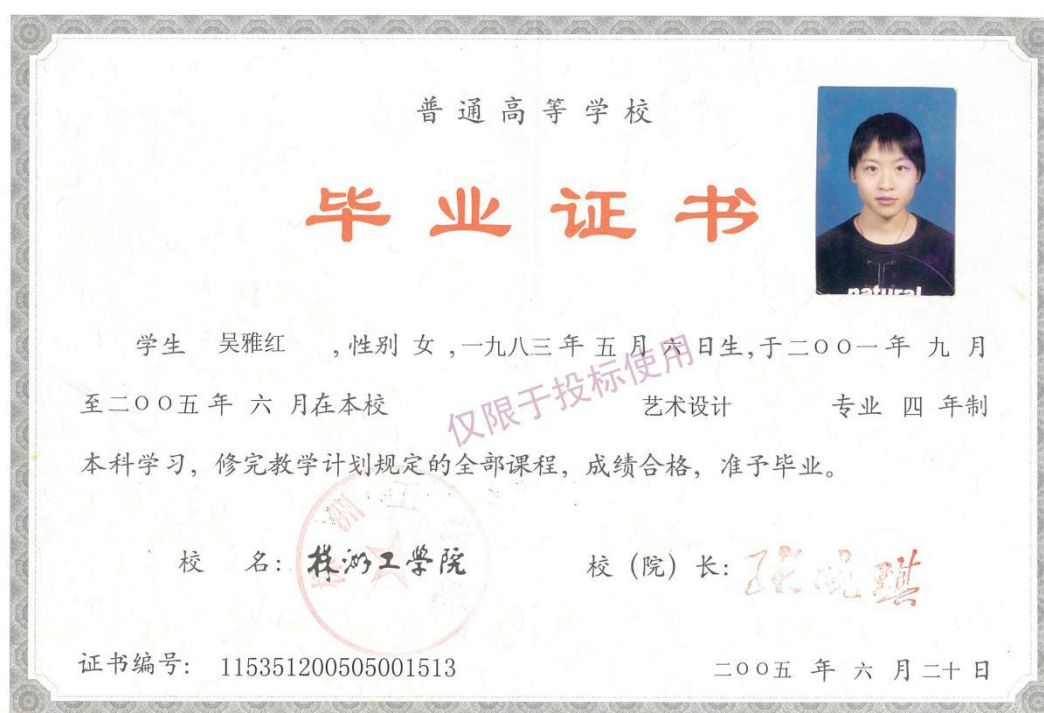 普通高等学校
毕业证书
natural
学生 吴雅红 ,性别 女 ,一九八三年 五 月 六 日生,于二〇〇一年 九 月
至二〇〇五年 六 月在本校 艺术设计 专业 四 年制
仅限于投标使用
本科学习，修完教学计划规定的全部课程，成绩合格，准予毕业。
校 名: 株洲工学院 校（院）长: 张晓琪
证书编号: 115351200505001513 二〇〇五 年 六 月 二十 日